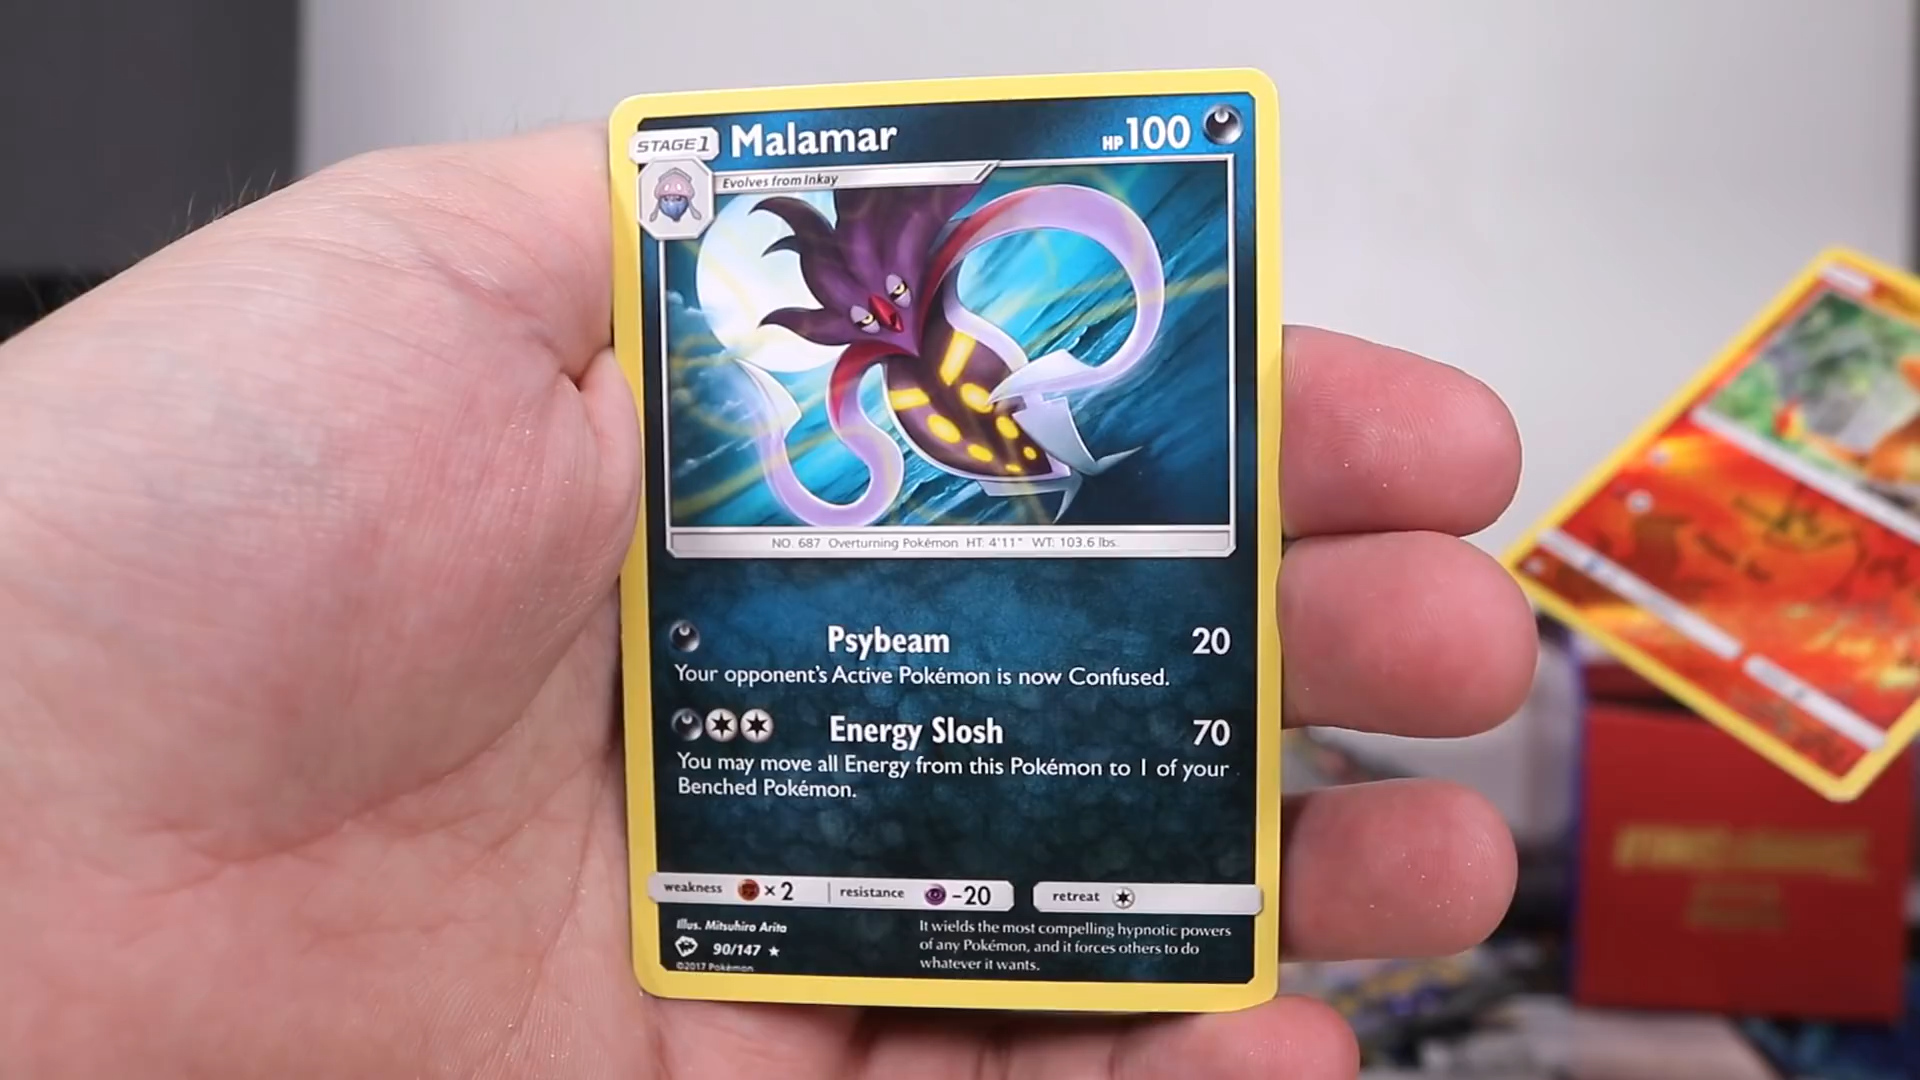 STAGE1 Malamar HP 100
Evolves from Inkay
NO. 687 Overturning Pokémon HT: 4'11" WT: 103.6 lbs.
Psybeam 20
Your opponent's Active Pokémon is now Confused.
Energy Slosh 70
You may move all Energy from this Pokémon to 1 of your
Benched Pokémon.
weakness ×2 resistance -20 retreat
Illus. Mitsuhiro Arita
90/147 ★
©2017 Pokémon
It wields the most compelling hypnotic powers
of any Pokémon, and it forces others to do
whatever it wants.